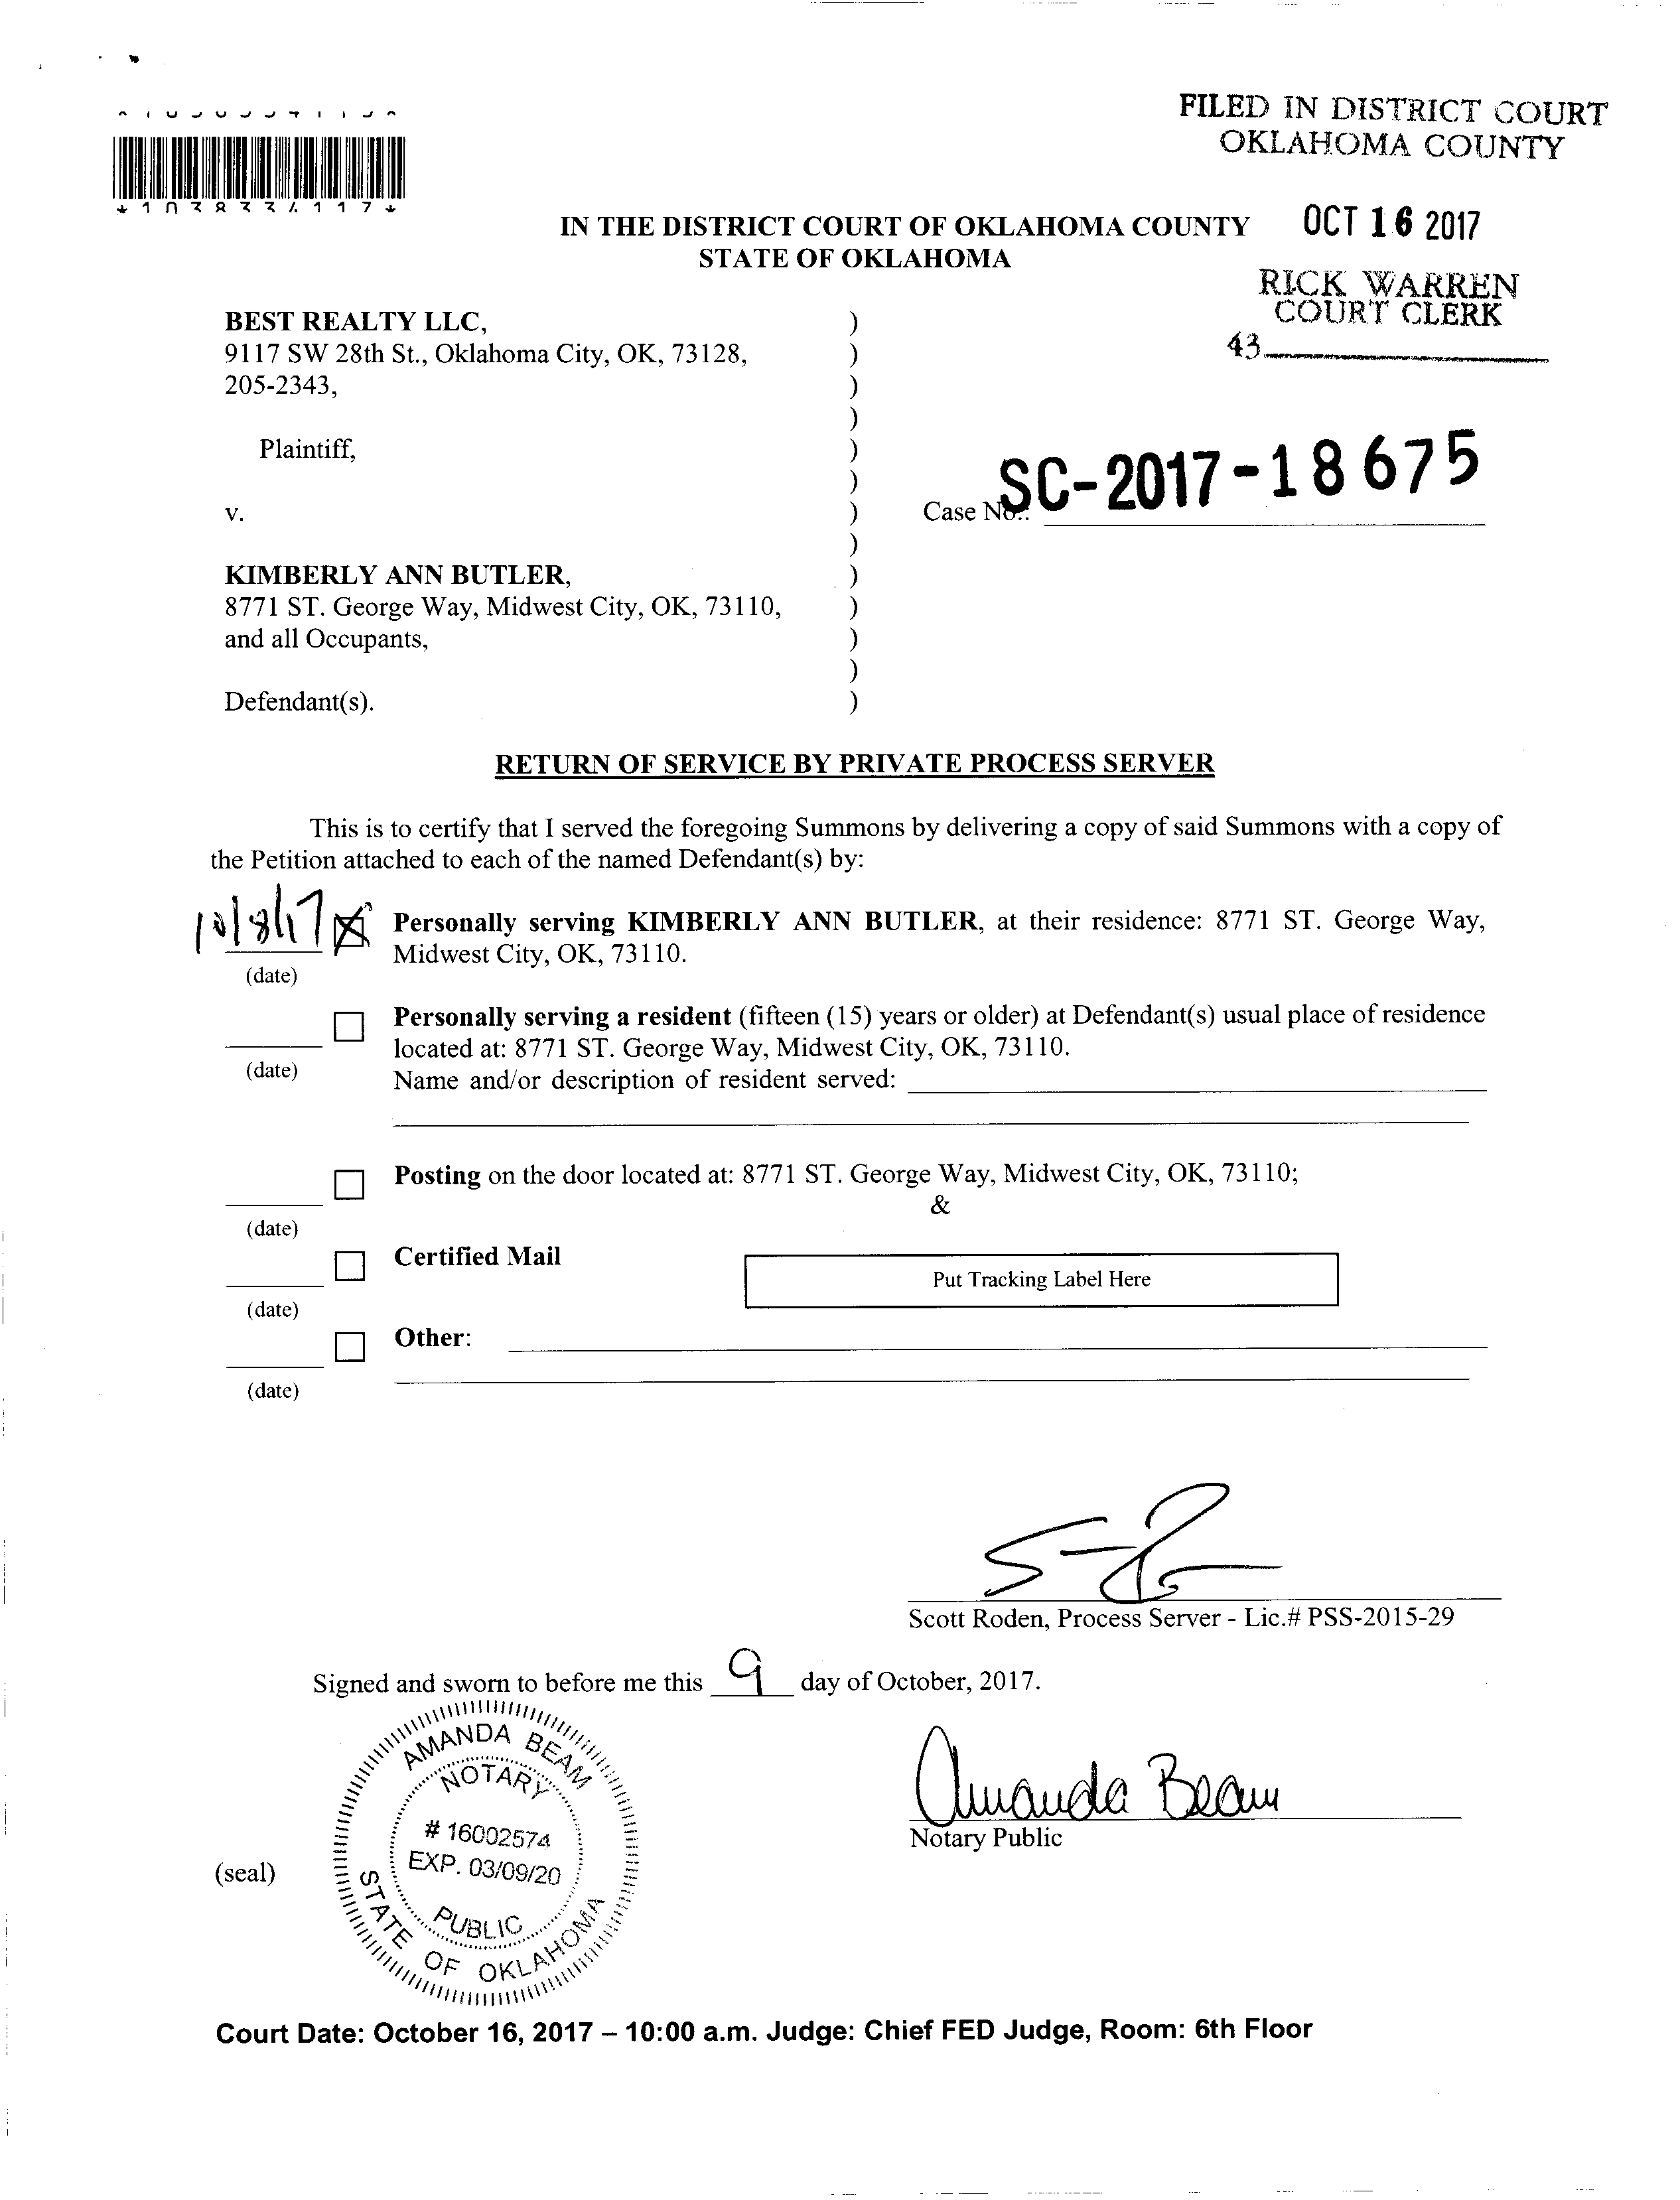 FILED IN DISTRICT COURT
OKLAHOMA COUNTY
*1038334117*
IN THE DISTRICT COURT OF OKLAHOMA COUNTY
STATE OF OKLAHOMA
OCT 16 2017
RICK WARREN
COURT CLERK
43
BEST REALTY LLC, )
9117 SW 28th St., Oklahoma City, OK, 73128, )
205-2343, )
)
Plaintiff, )
)
v. ) Case No.: SC-2017-18675
)
KIMBERLY ANN BUTLER, )
8771 ST. George Way, Midwest City, OK, 73110, )
and all Occupants, )
)
Defendant(s). )
RETURN OF SERVICE BY PRIVATE PROCESS SERVER
This is to certify that I served the foregoing Summons by delivering a copy of said Summons with a copy of
the Petition attached to each of the named Defendant(s) by:
10/8/17 Personally serving KIMBERLY ANN BUTLER, at their residence: 8771 ST. George Way,
Midwest City, OK, 73110.
(date)
Personally serving a resident (fifteen (15) years or older) at Defendant(s) usual place of residence
located at: 8771 ST. George Way, Midwest City, OK, 73110.
(date)
Name and/or description of resident served:
Posting on the door located at: 8771 ST. George Way, Midwest City, OK, 73110;
&
(date)
Certified Mail
Put Tracking Label Here
(date)
Other:
(date)
Scott Roden, Process Server - Lic.# PSS-2015-29
Signed and sworn to before me this 9 day of October, 2017.
AMANDA BEAM
NOTARY
# 16002574
EXP. 03/09/20
PUBLIC
STATE OF OKLAHOMA
Amanda Beam
Notary Public
(seal)
Court Date: October 16, 2017 – 10:00 a.m. Judge: Chief FED Judge, Room: 6th Floor